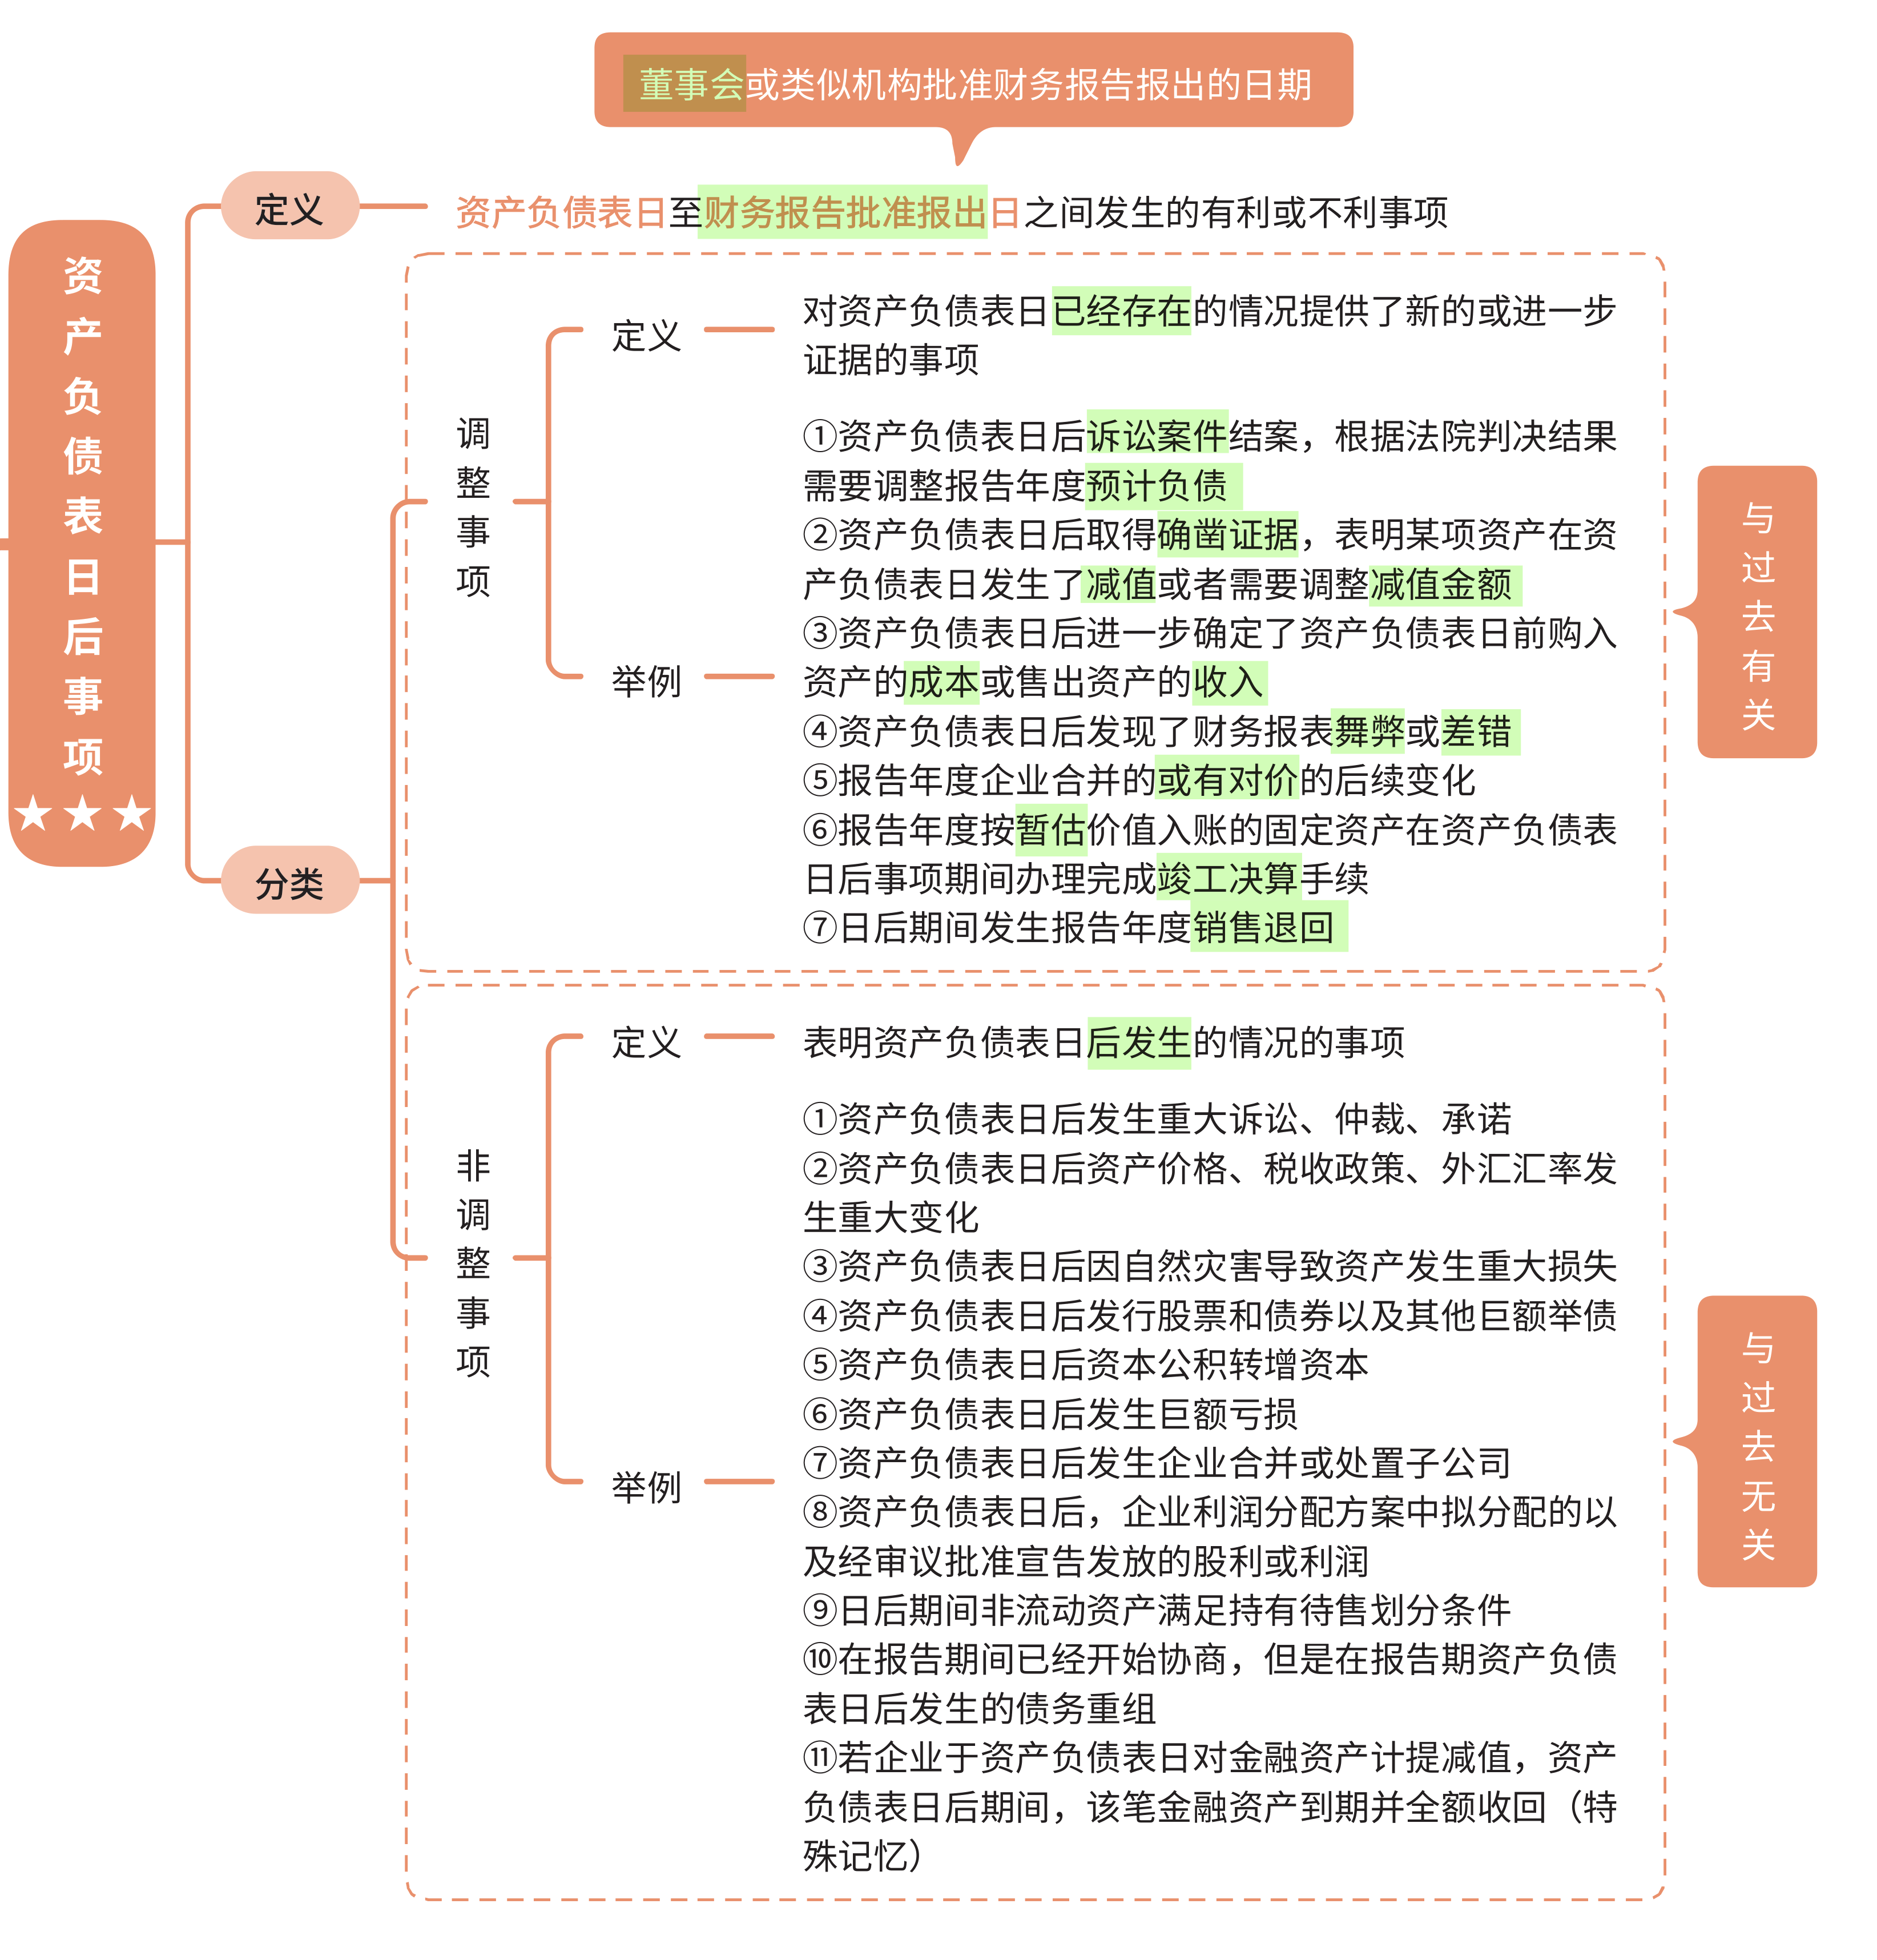 董事会或类似机构批准财务报告报出的日期
资产负债表日后事项
★★★
定义
资产负债表日至财务报告批准报出日之间发生的有利或不利事项
分类
调整事项
定义
对资产负债表日已经存在的情况提供了新的或进一步
证据的事项
举例
①资产负债表日后诉讼案件结案，根据法院判决结果
需要调整报告年度预计负债
②资产负债表日后取得确凿证据，表明某项资产在资
产负债表日发生了减值或者需要调整减值金额
③资产负债表日后进一步确定了资产负债表日前购入
资产的成本或售出资产的收入
④资产负债表日后发现了财务报表舞弊或差错
⑤报告年度企业合并的或有对价的后续变化
⑥报告年度按暂估价值入账的固定资产在资产负债表
日后事项期间办理完成竣工决算手续
⑦日后期间发生报告年度销售退回
与过去有关
非调整事项
定义
表明资产负债表日后发生的情况的事项
举例
①资产负债表日后发生重大诉讼、仲裁、承诺
②资产负债表日后资产价格、税收政策、外汇汇率发
生重大变化
③资产负债表日后因自然灾害导致资产发生重大损失
④资产负债表日后发行股票和债券以及其他巨额举债
⑤资产负债表日后资本公积转增资本
⑥资产负债表日后发生巨额亏损
⑦资产负债表日后发生企业合并或处置子公司
⑧资产负债表日后，企业利润分配方案中拟分配的以
及经审议批准宣告发放的股利或利润
⑨日后期间非流动资产满足持有待售划分条件
⑩在报告期间已经开始协商，但是在报告期资产负债
表日后发生的债务重组
⑪若企业于资产负债表日对金融资产计提减值，资产
负债表日后期间，该笔金融资产到期并全额收回（特
殊记忆）
与过去无关